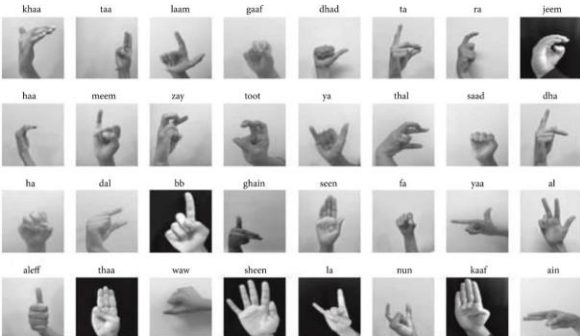 khaa taa laam gaaf dhad ta ra jeem
haa meem zay toot ya thal saad dha
ha dal bb ghain seen fa yaa al
aleff thaa waw sheen la nun kaaf ain